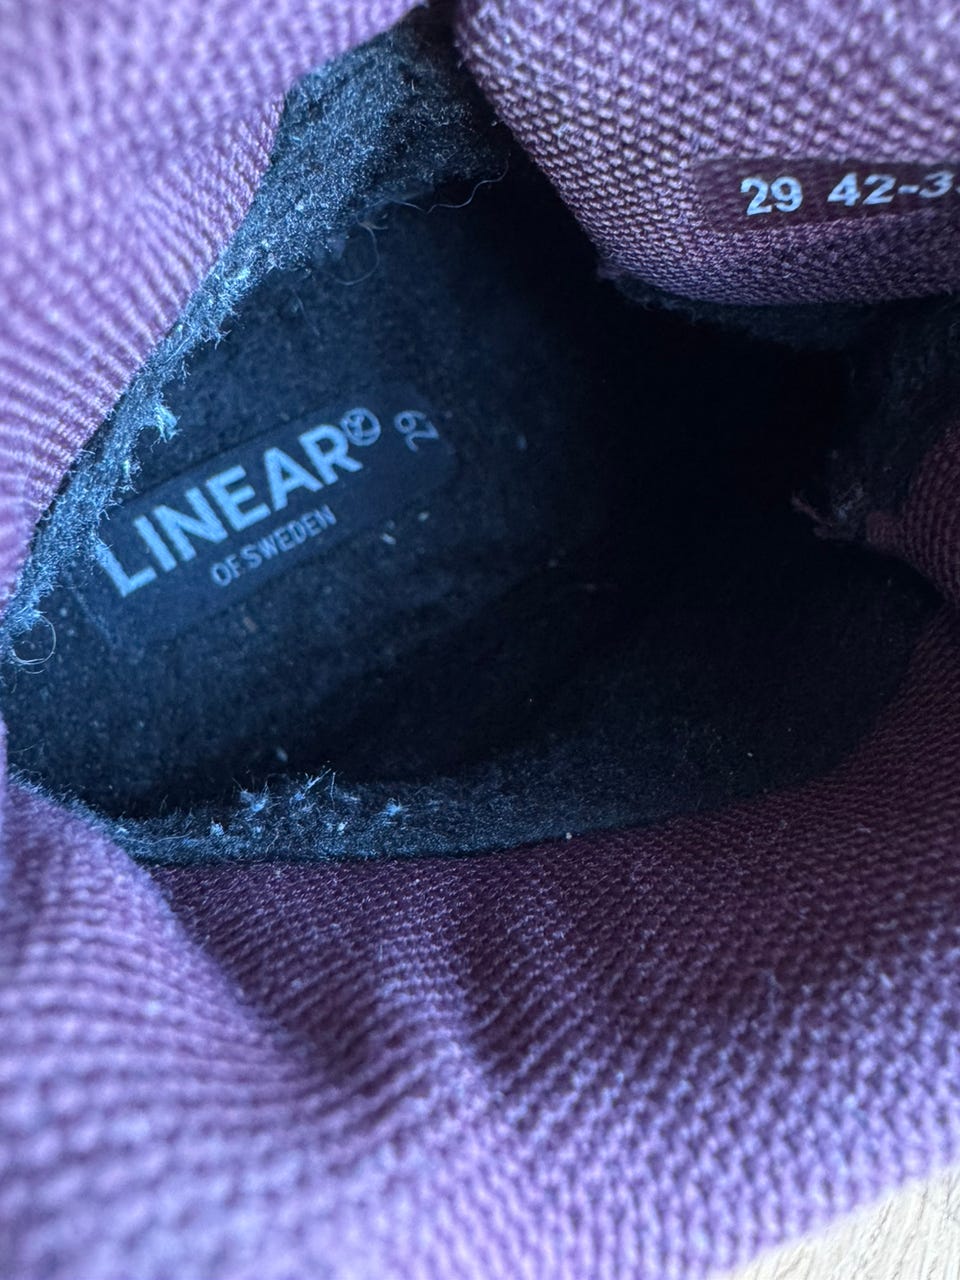 29 42-3
LINEAR® 29
OF SWEDEN